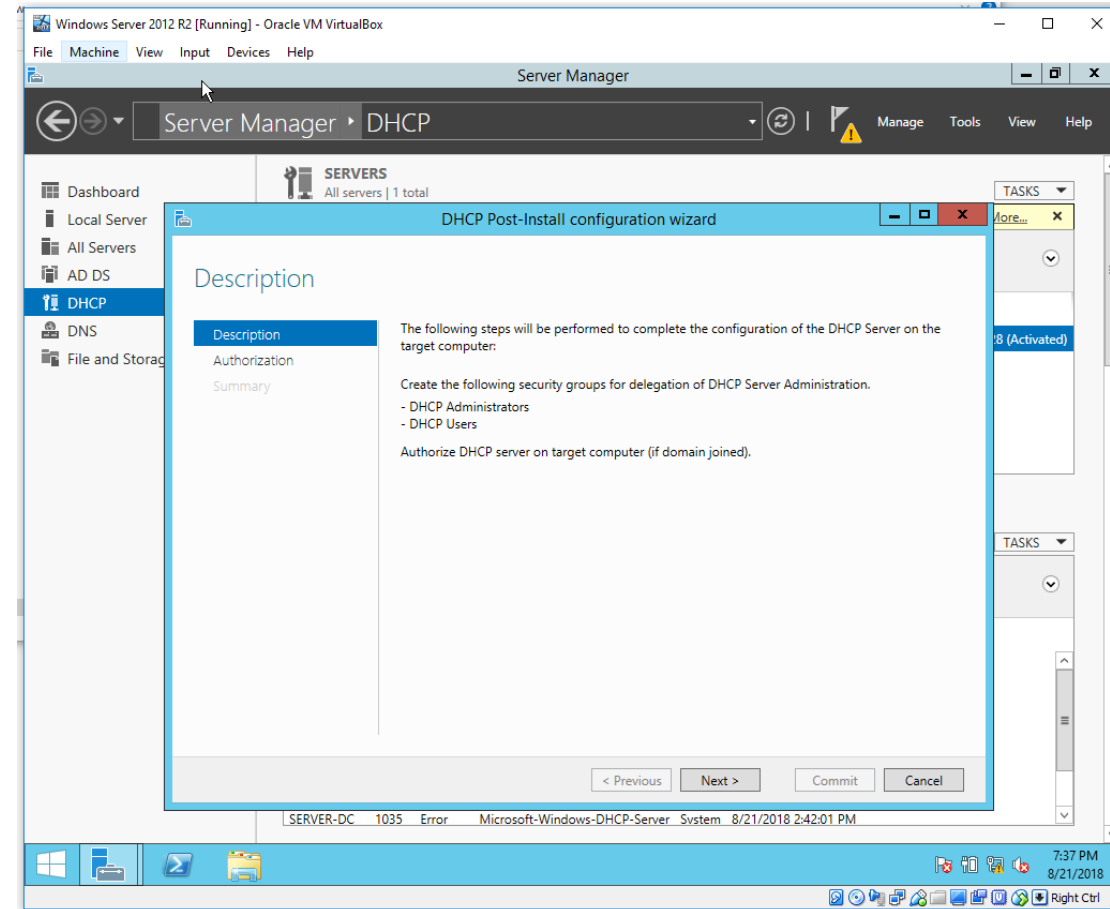 Windows Server 2012 R2 [Running] - Oracle VM VirtualBox
File Machine View Input Devices Help
Server Manager
Server Manager DHCP
Manage Tools View Help
SERVERS
All servers | 1 total
TASKS
Dashboard
Local Server
All Servers
AD DS
DHCP
DNS
File and Storag
More...
8 (Activated)
TASKS
DHCP Post-Install configuration wizard
Description
Description
Authorization
Summary
The following steps will be performed to complete the configuration of the DHCP Server on the
target computer:
Create the following security groups for delegation of DHCP Server Administration.
- DHCP Administrators
- DHCP Users
Authorize DHCP server on target computer (if domain joined).
< Previous Next > Commit Cancel
SERVER-DC 1035 Error Microsoft-Windows-DHCP-Server System 8/21/2018 2:42:01 PM
7:37 PM
8/21/2018
Right Ctrl